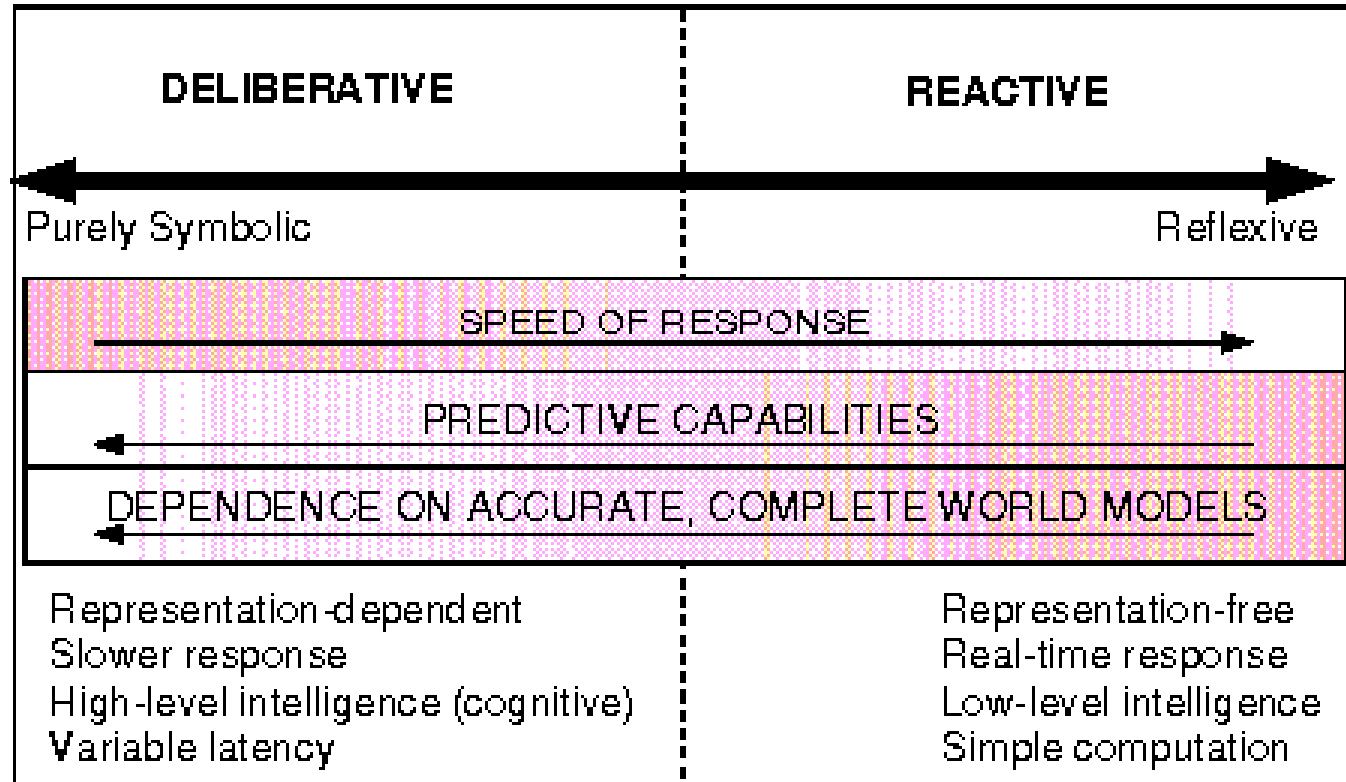 DELIBERATIVE
REACTIVE
Purely Symbolic
Reflexive
SPEED OF RESPONSE
PREDICTIVE CAPABILITIES
DEPENDENCE ON ACCURATE, COMPLETE WORLD MODELS
Representation-dependent
Slower response
High-level intelligence (cognitive)
Variable latency
Representation-free
Real-time response
Low-level intelligence
Simple computation